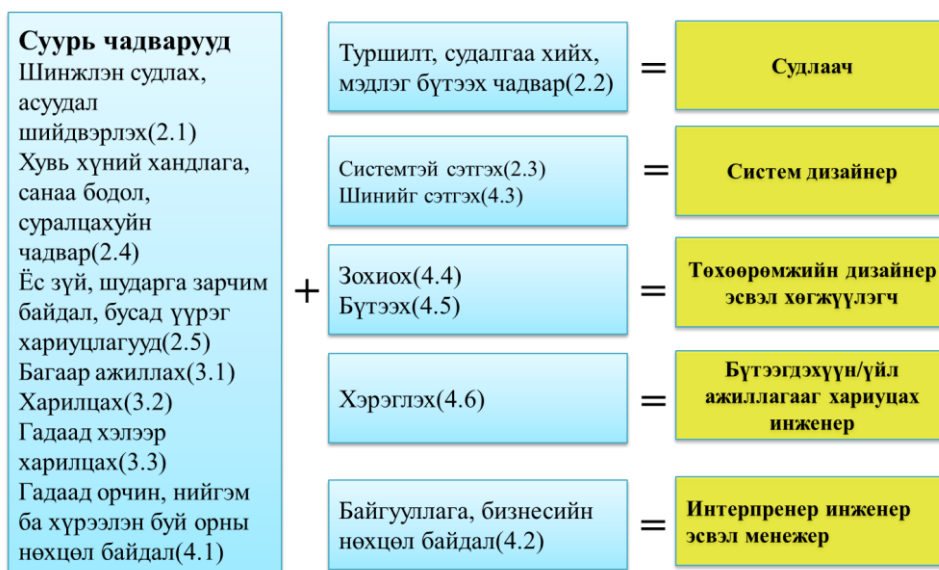 Суурь чадварууд
Шинжлэн судлах,
асуудал
шийдвэрлэх(2.1)
Хувь хүний хандлага,
санаа бодол,
суралцахуйн
чадвар(2.4)
Ёс зүй, шударга зарчим
байдал, бусад үүрэг
хариуцлагууд(2.5)
Багаар ажиллах(3.1)
Харилцах(3.2)
Гадаад хэлээр
харилцах(3.3)
Гадаад орчин, нийгэм
ба хүрээлэн буй орны
нөхцөл байдал(4.1)
+
Туршилт, судалгаа хийх,
мэдлэг бүтээх чадвар(2.2)
=
Судлаач
Системтэй сэтгэх(2.3)
Шинийг сэтгэх(4.3)
=
Систем дизайнер
Зохиох(4.4)
Бүтээх(4.5)
=
Төхөөрөмжийн дизайнер
эсвэл хөгжүүлэгч
Хэрэглэх(4.6)
=
Бүтээгдэхүүн/үйл
ажиллагааг хариуцах
инженер
Байгууллага, бизнесийн
нөхцөл байдал(4.2)
=
Интерпренер инженер
эсвэл менежер